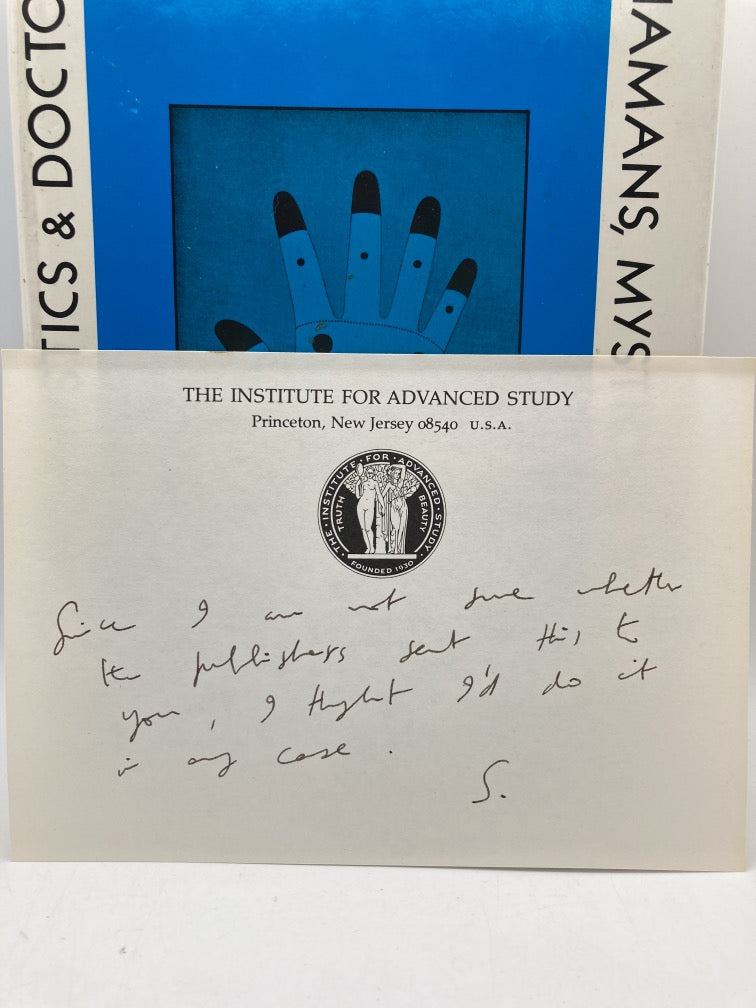 TICS & DOCTO
HAMANS, MYS
THE INSTITUTE FOR ADVANCED STUDY
Princeton, New Jersey 08540 U.S.A.
· THE · INSTITUTE · FOR · ADVANCED · STUDY ·
TRUTH BEAUTY
FOUNDED 1930
Since I am not sure whether
the publishers sent this to
you, I thought I'd do it
in any case.
S.